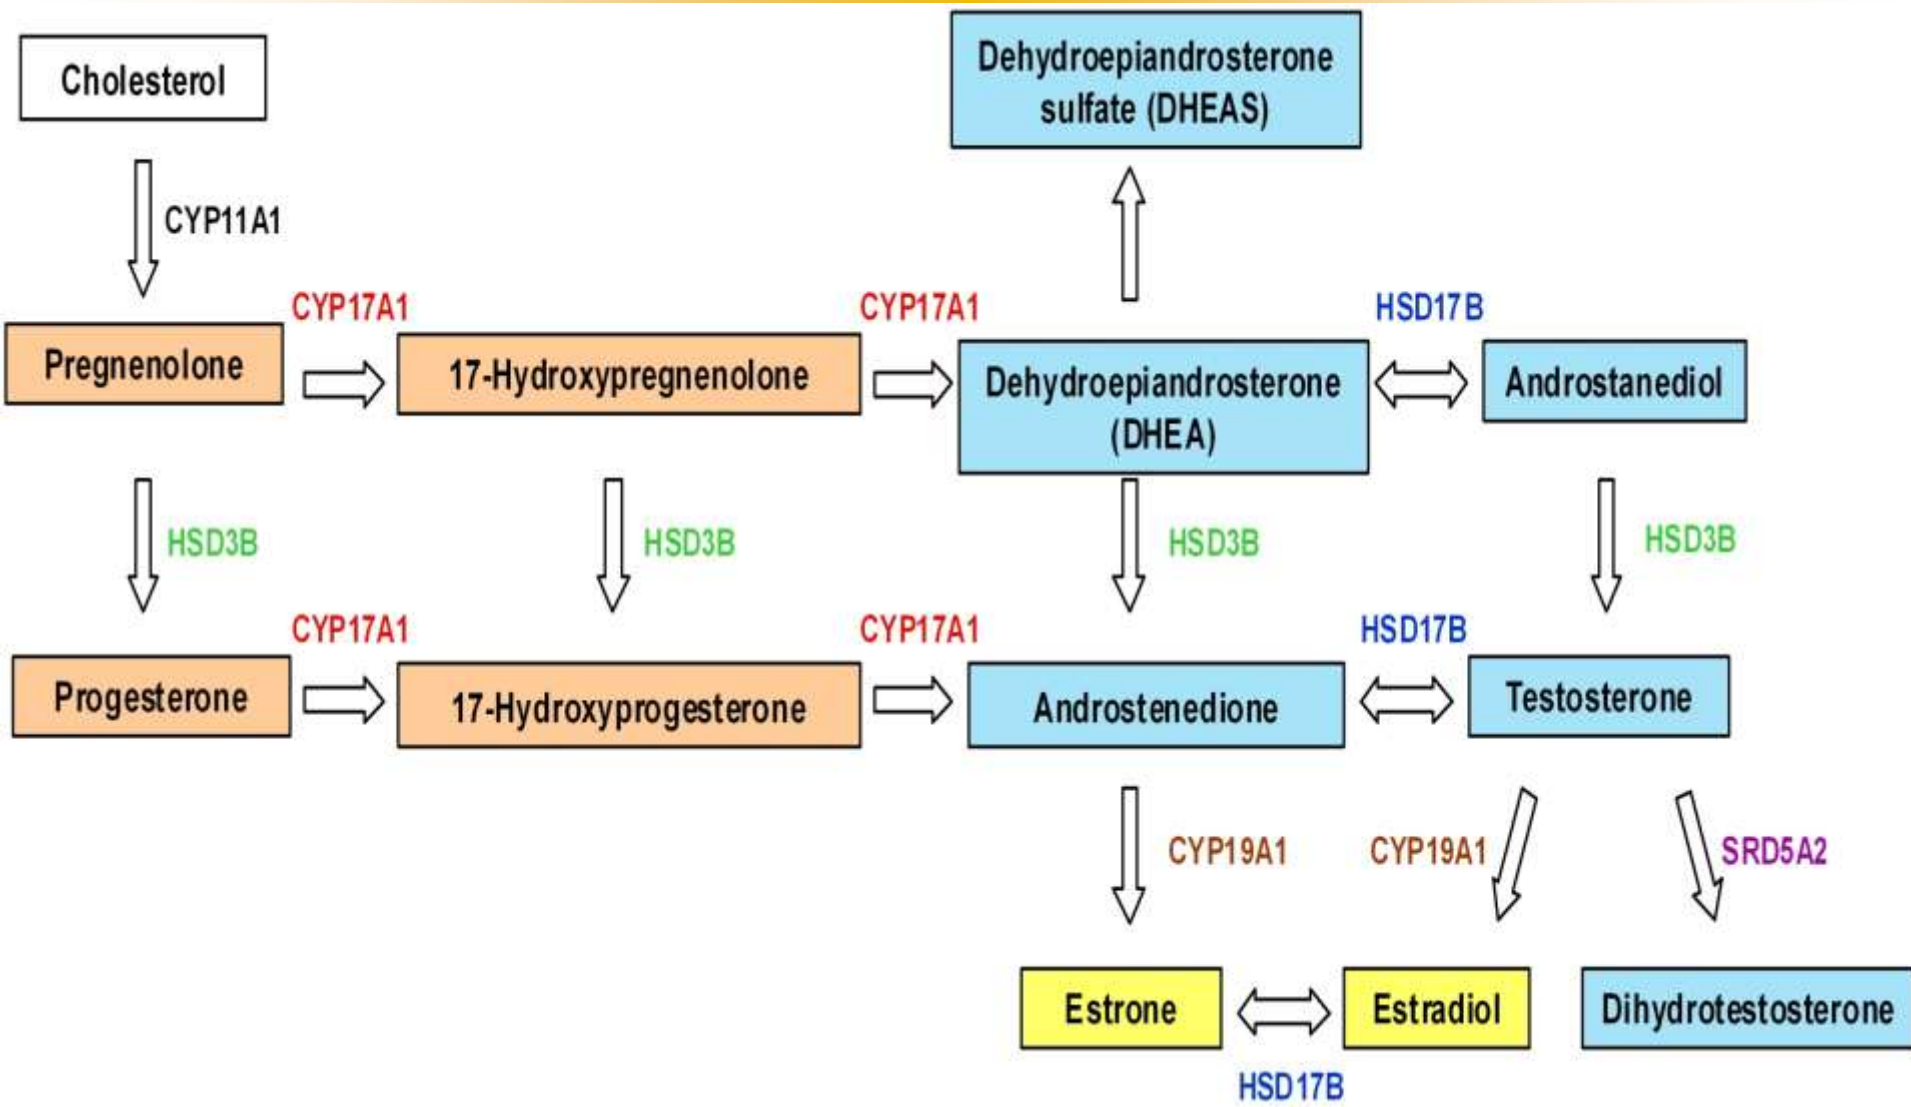 Cholesterol
Dehydroepiandrosterone
sulfate (DHEAS)
CYP11A1
CYP17A1
CYP17A1
HSD17B
Pregnenolone
17-Hydroxypregnenolone
Dehydroepiandrosterone
(DHEA)
Androstanediol
HSD3B
HSD3B
HSD3B
HSD3B
CYP17A1
CYP17A1
HSD17B
Progesterone
17-Hydroxyprogesterone
Androstenedione
Testosterone
CYP19A1
CYP19A1
SRD5A2
Estrone
Estradiol
Dihydrotestosterone
HSD17B